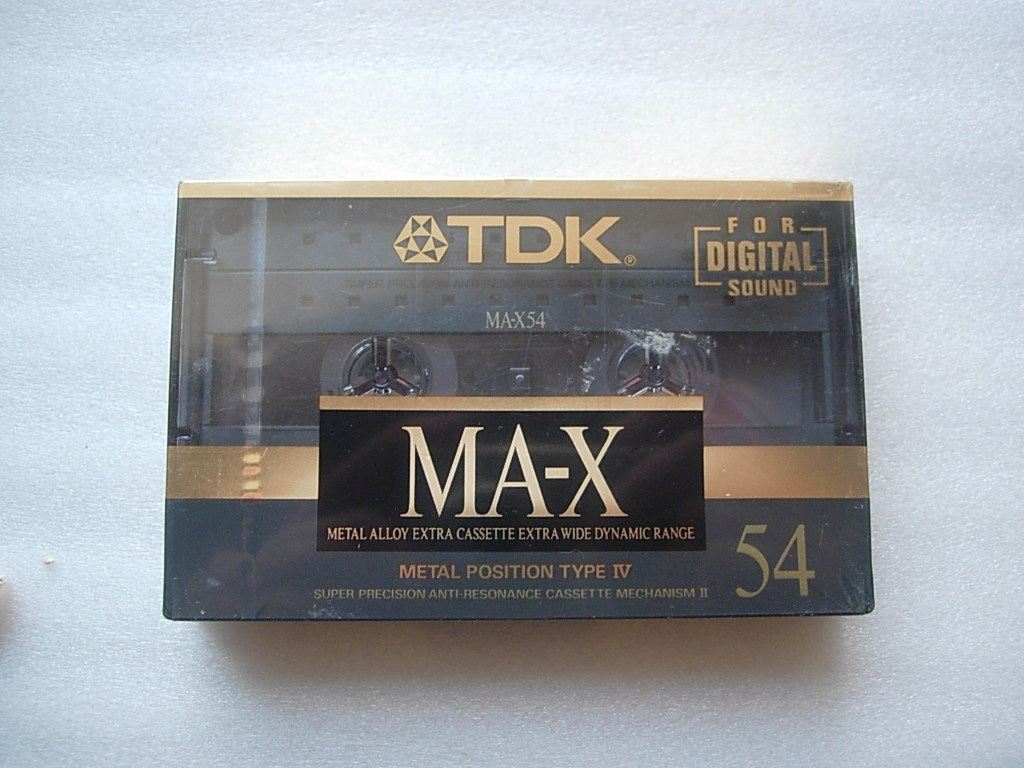 TDK®
FOR
DIGITAL
SOUND
SUPER PRECISION ANTI-RESONANCE CASSETTE MECHANISM
MA-X54
MA-X
METAL ALLOY EXTRA CASSETTE EXTRA WIDE DYNAMIC RANGE
54
METAL POSITION TYPE IV
SUPER PRECISION ANTI-RESONANCE CASSETTE MECHANISM II